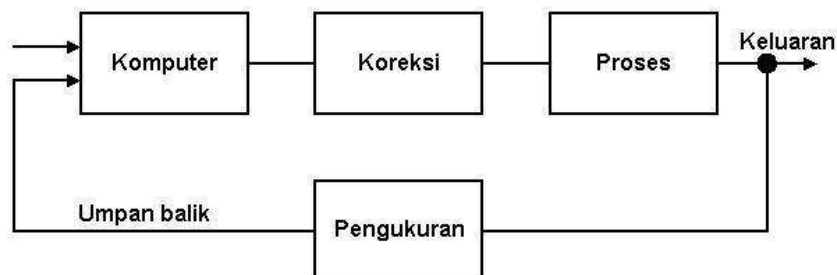 Keluaran
Komputer
Koreksi
Proses
Umpan balik
Pengukuran